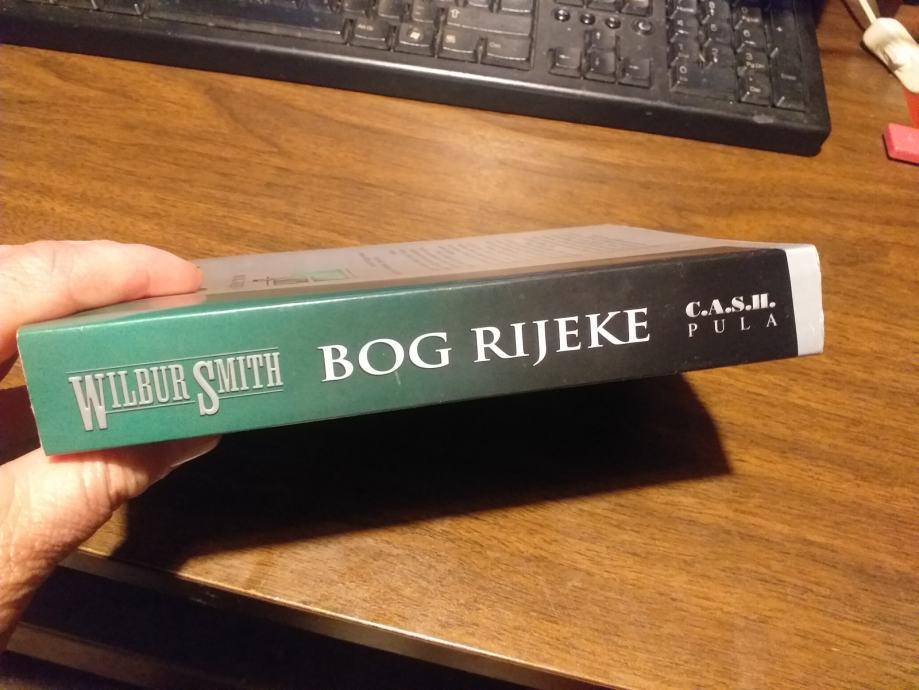 WILBUR SMITH
BOG RIJEKE
C.A.S.H.
PULA